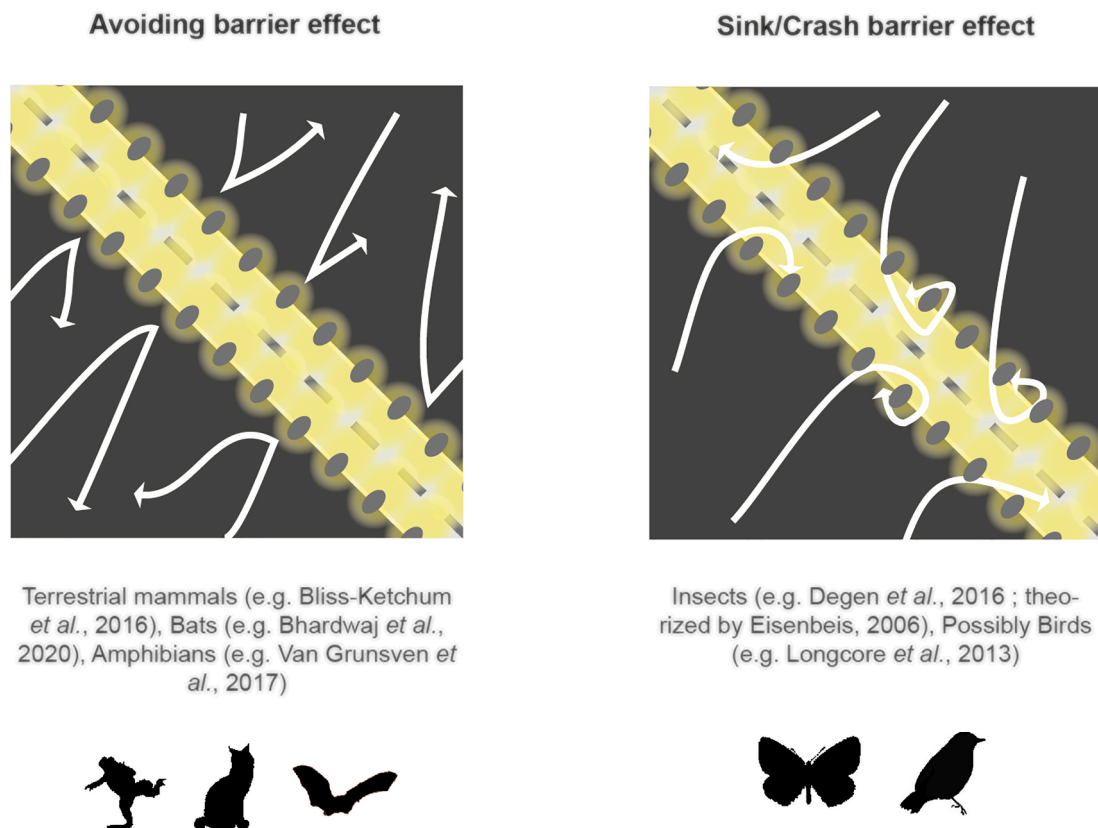 Avoiding barrier effect
Sink/Crash barrier effect
Terrestrial mammals (e.g. Bliss-Ketchum
et al., 2016), Bats (e.g. Bhardwaj et al.,
2020), Amphibians (e.g. Van Grunsven et
al., 2017)
Insects (e.g. Degen et al., 2016 ; theo-
rized by Eisenbeis, 2006), Possibly Birds
(e.g. Longcore et al., 2013)